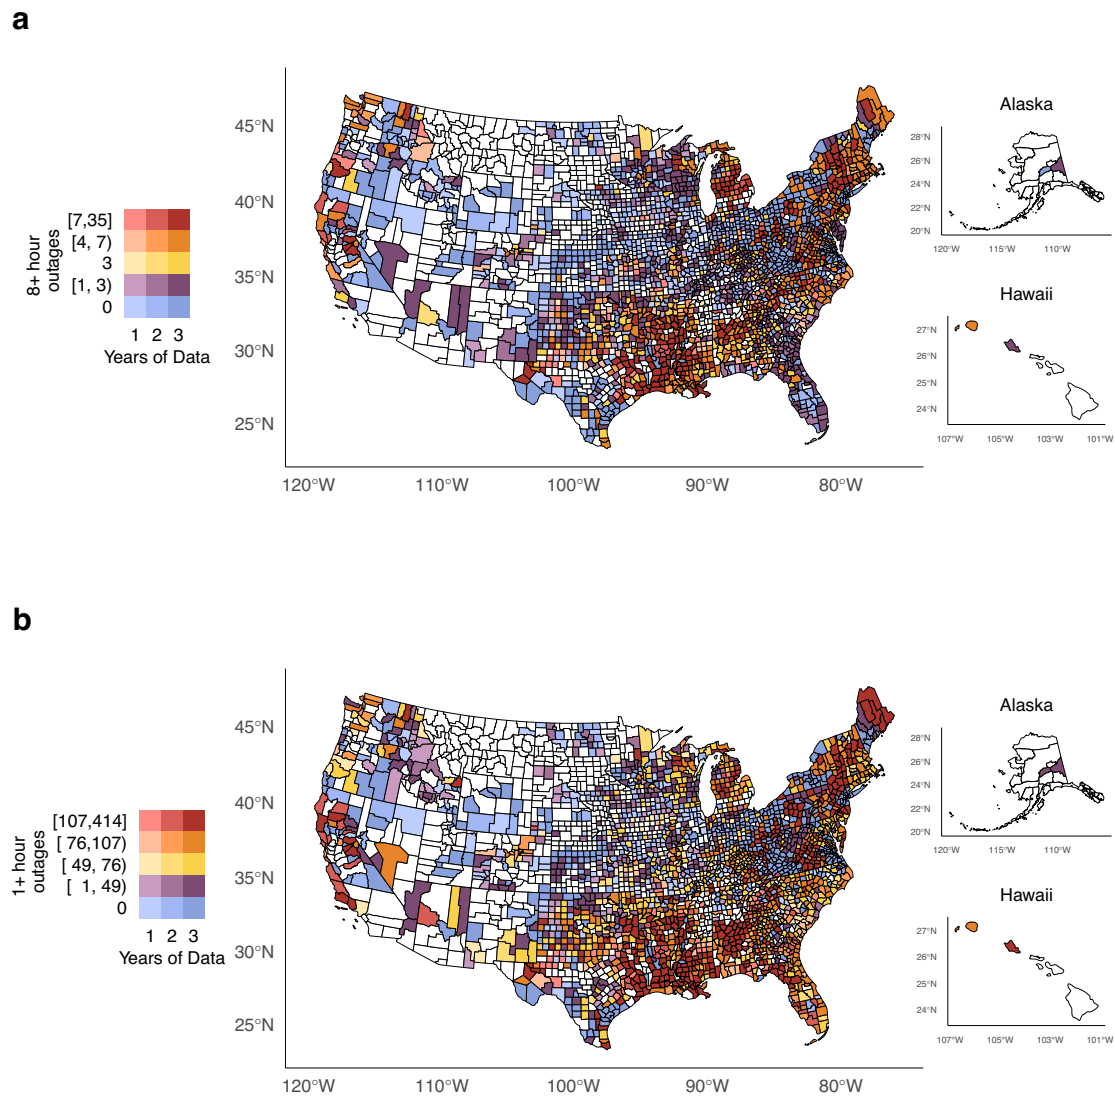 a
45°N
40°N
35°N
30°N
25°N
120°W 110°W 100°W 90°W 80°W
8+ hour
outages
[7,35]
[4, 7)
3
[1, 3)
0
1 2 3
Years of Data
Alaska
28°N
26°N
24°N
22°N
20°N
120°W 115°W 110°W
Hawaii
27°N
26°N
25°N
24°N
107°W 105°W 103°W 101°W
b
45°N
40°N
35°N
30°N
25°N
120°W 110°W 100°W 90°W 80°W
1+ hour
outages
[107,414]
[ 76,107)
[ 49, 76)
[ 1, 49)
0
1 2 3
Years of Data
Alaska
28°N
26°N
24°N
22°N
20°N
120°W 115°W 110°W
Hawaii
27°N
26°N
25°N
24°N
107°W 105°W 103°W 101°W